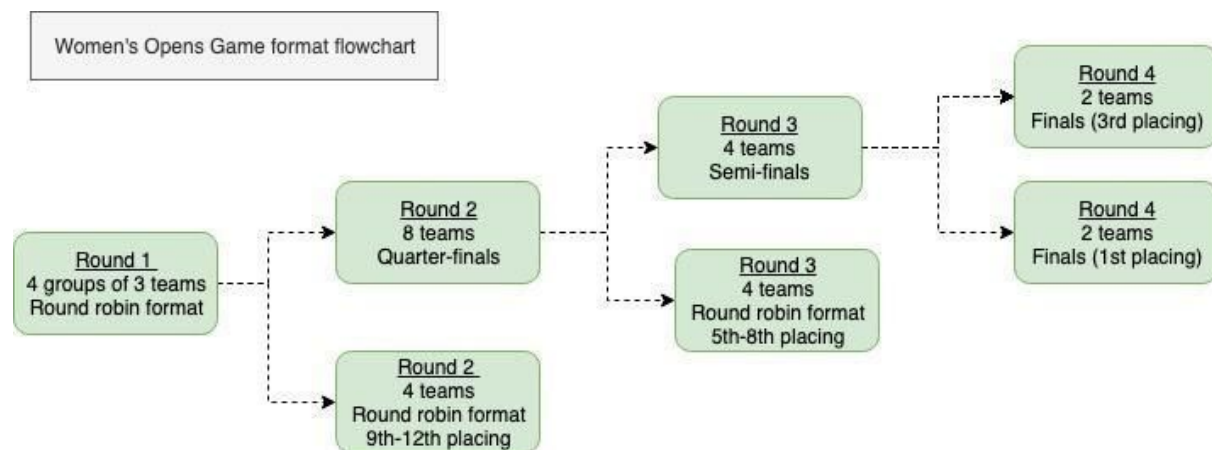 Women's Opens Game format flowchart
Round 1
4 groups of 3 teams
Round robin format
Round 2
8 teams
Quarter-finals
Round 2
4 teams
Round robin format
9th-12th placing
Round 3
4 teams
Semi-finals
Round 3
4 teams
Round robin format
5th-8th placing
Round 4
2 teams
Finals (3rd placing)
Round 4
2 teams
Finals (1st placing)